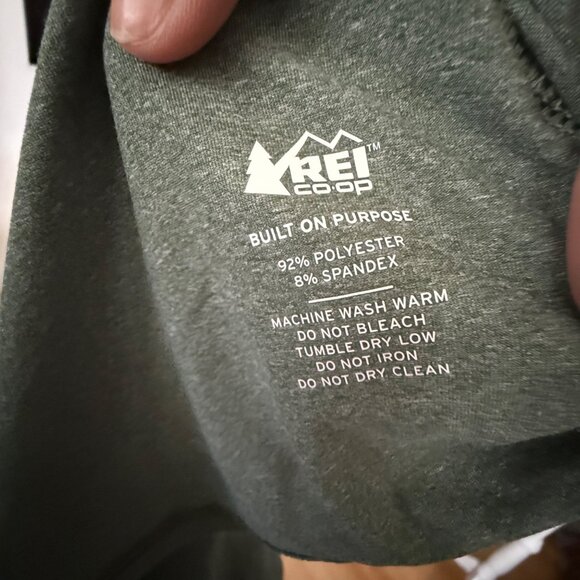 REI™
CO·OP
BUILT ON PURPOSE
92% POLYESTER
8% SPANDEX
MACHINE WASH WARM
DO NOT BLEACH
TUMBLE DRY LOW
DO NOT IRON
DO NOT DRY CLEAN